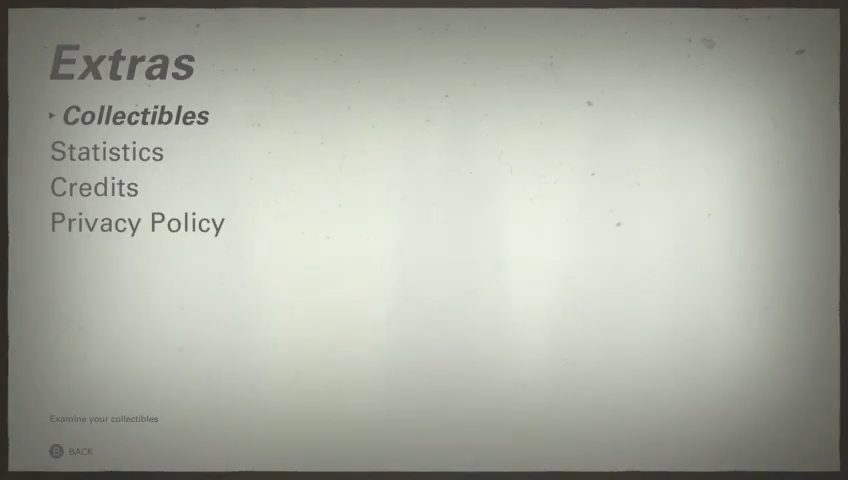 Extras
Collectibles
Statistics
Credits
Privacy Policy
Examine your collectibles
B BACK